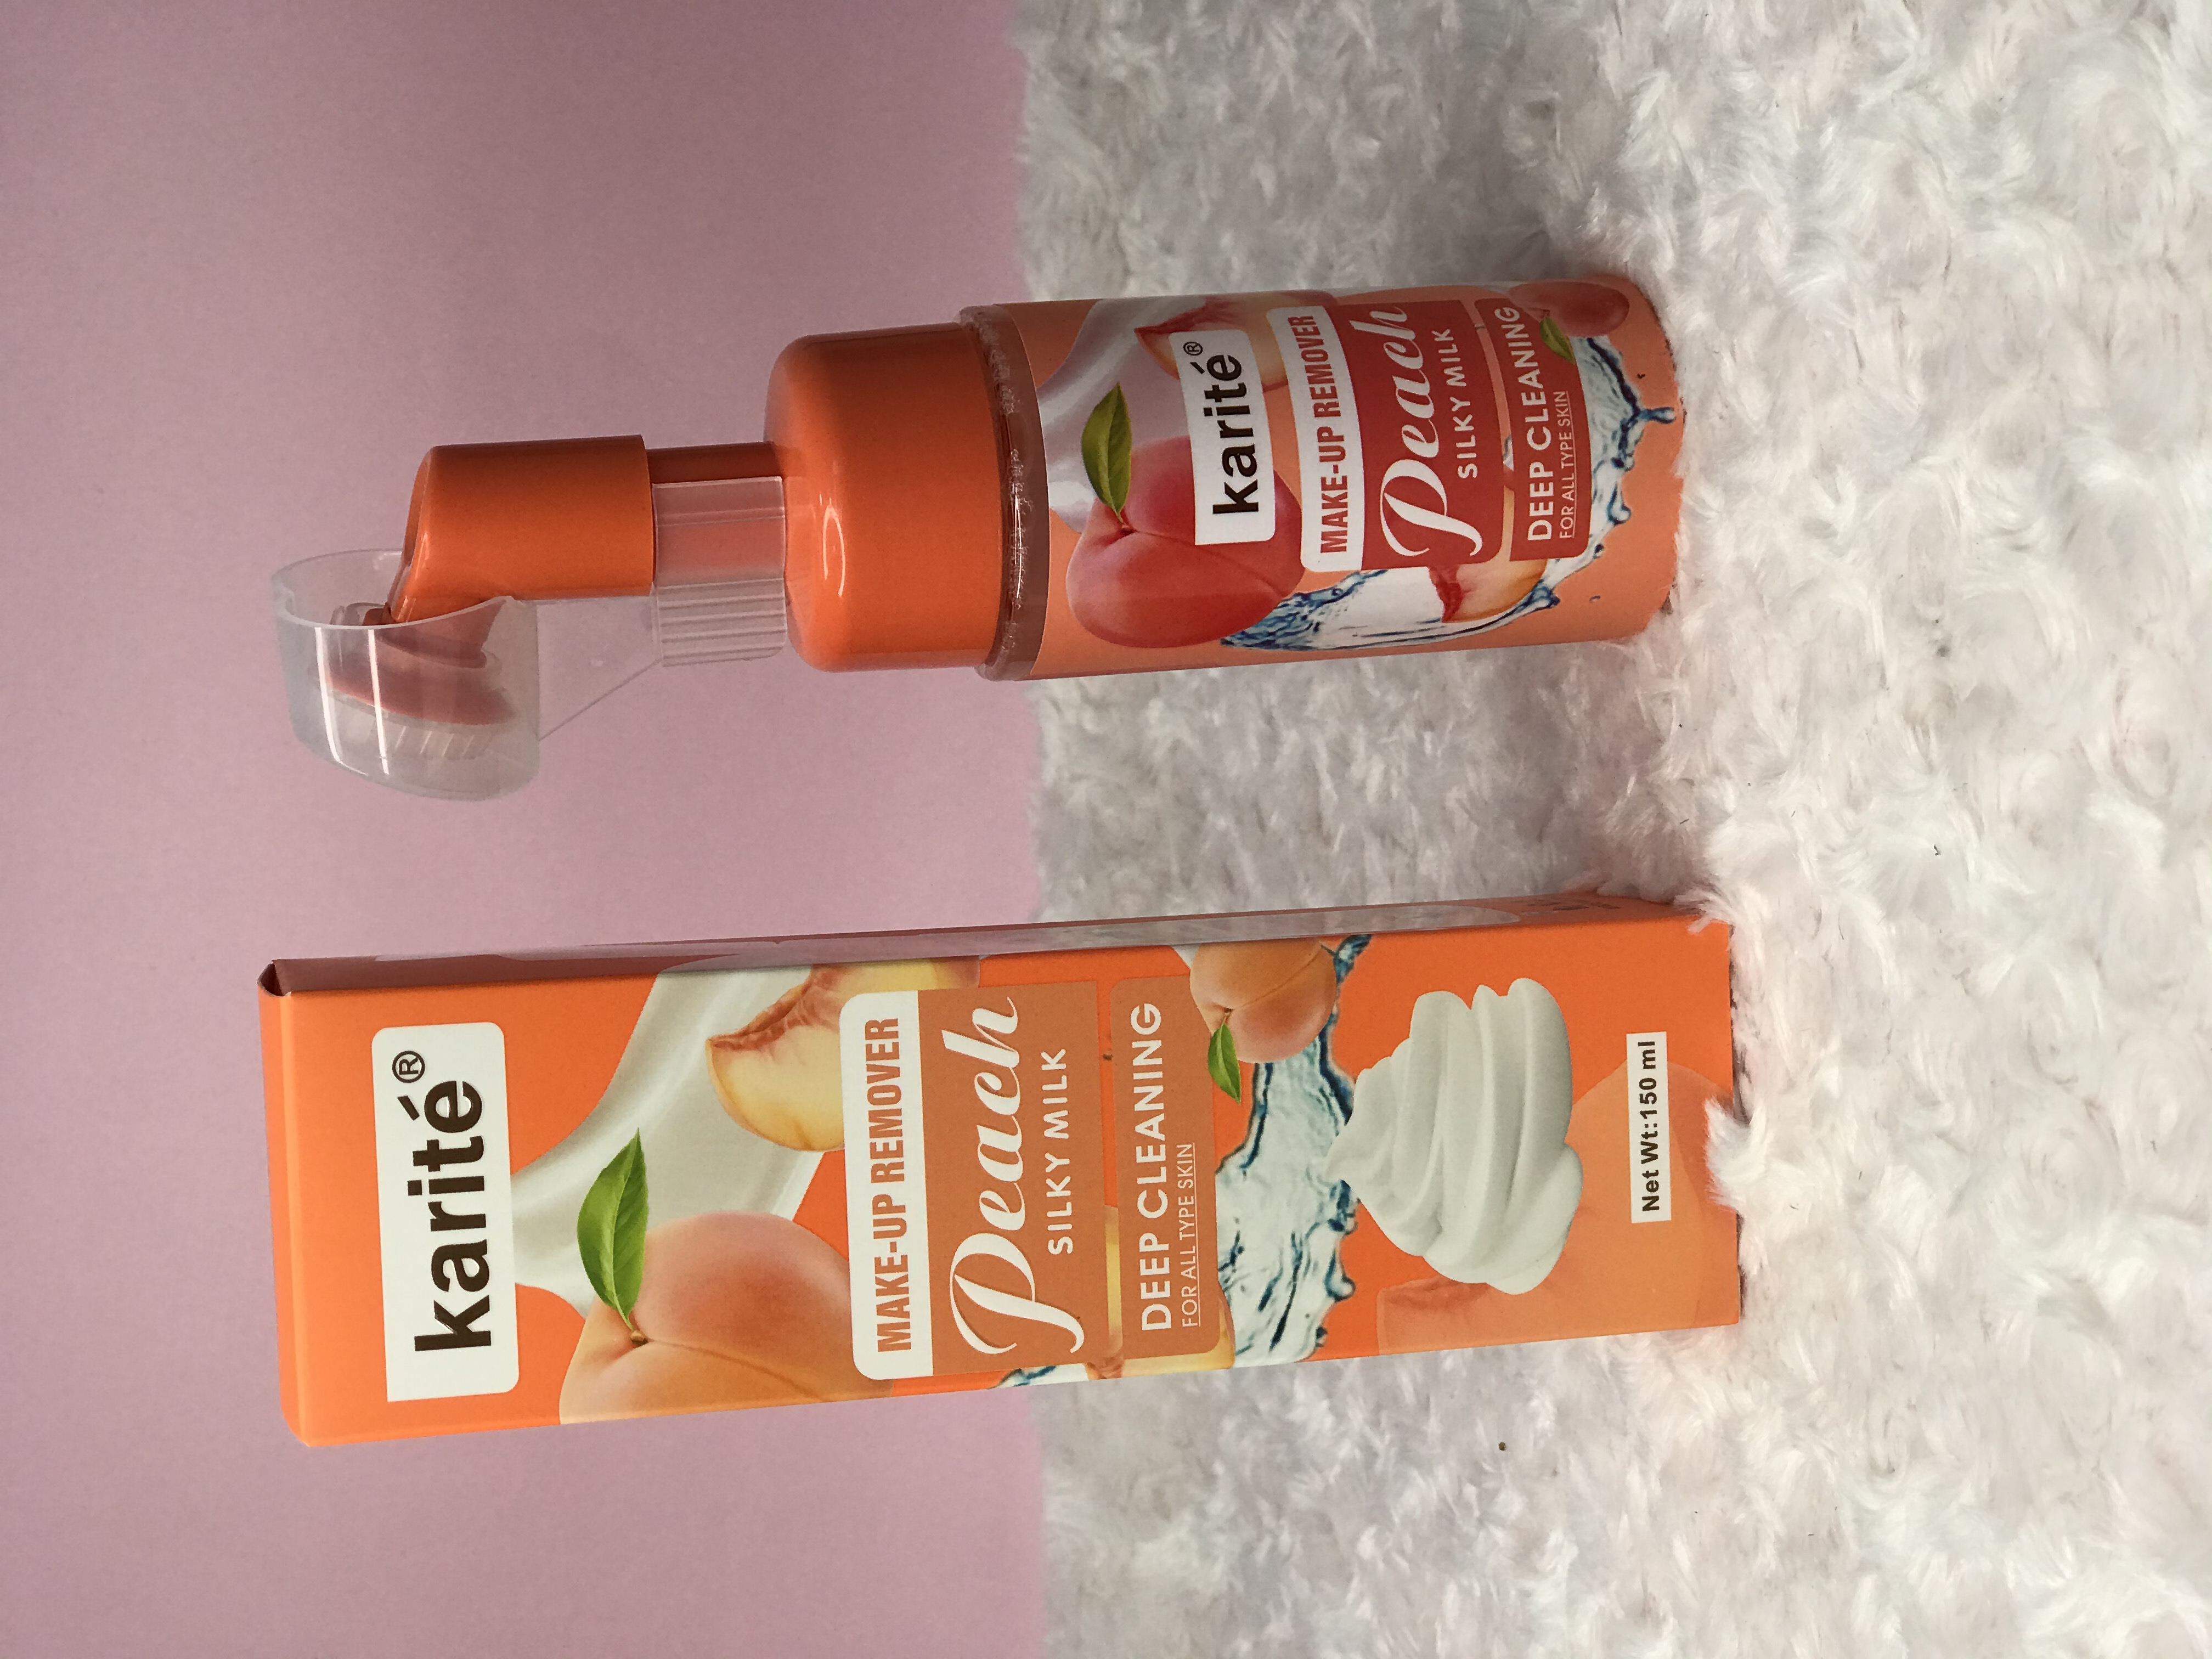 karité®
MAKE-UP REMOVER
Peach
SILKY MILK
DEEP CLEANING
FOR ALL TYPE SKIN
Net Wt:150 ml
karité®
MAKE-UP REMOVER
Peach
SILKY MILK
DEEP CLEANING
FOR ALL TYPE SKIN